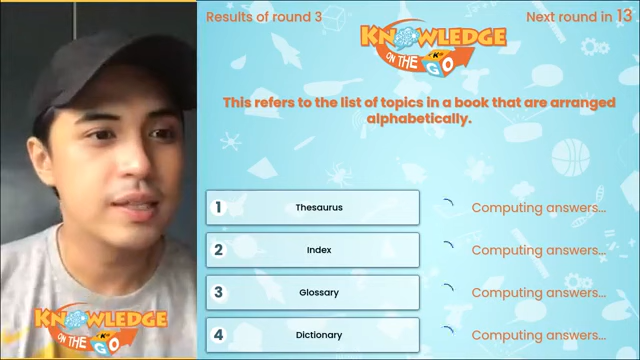 Results of round 3
Next round in 13
KNOWLEDGE
ON THE GO
This refers to the list of topics in a book that are arranged
alphabetically.
1 Thesaurus Computing answers...
2 Index Computing answers...
3 Glossary Computing answers...
4 Dictionary Computing answers...
KNOWLEDGE
ON THE GO